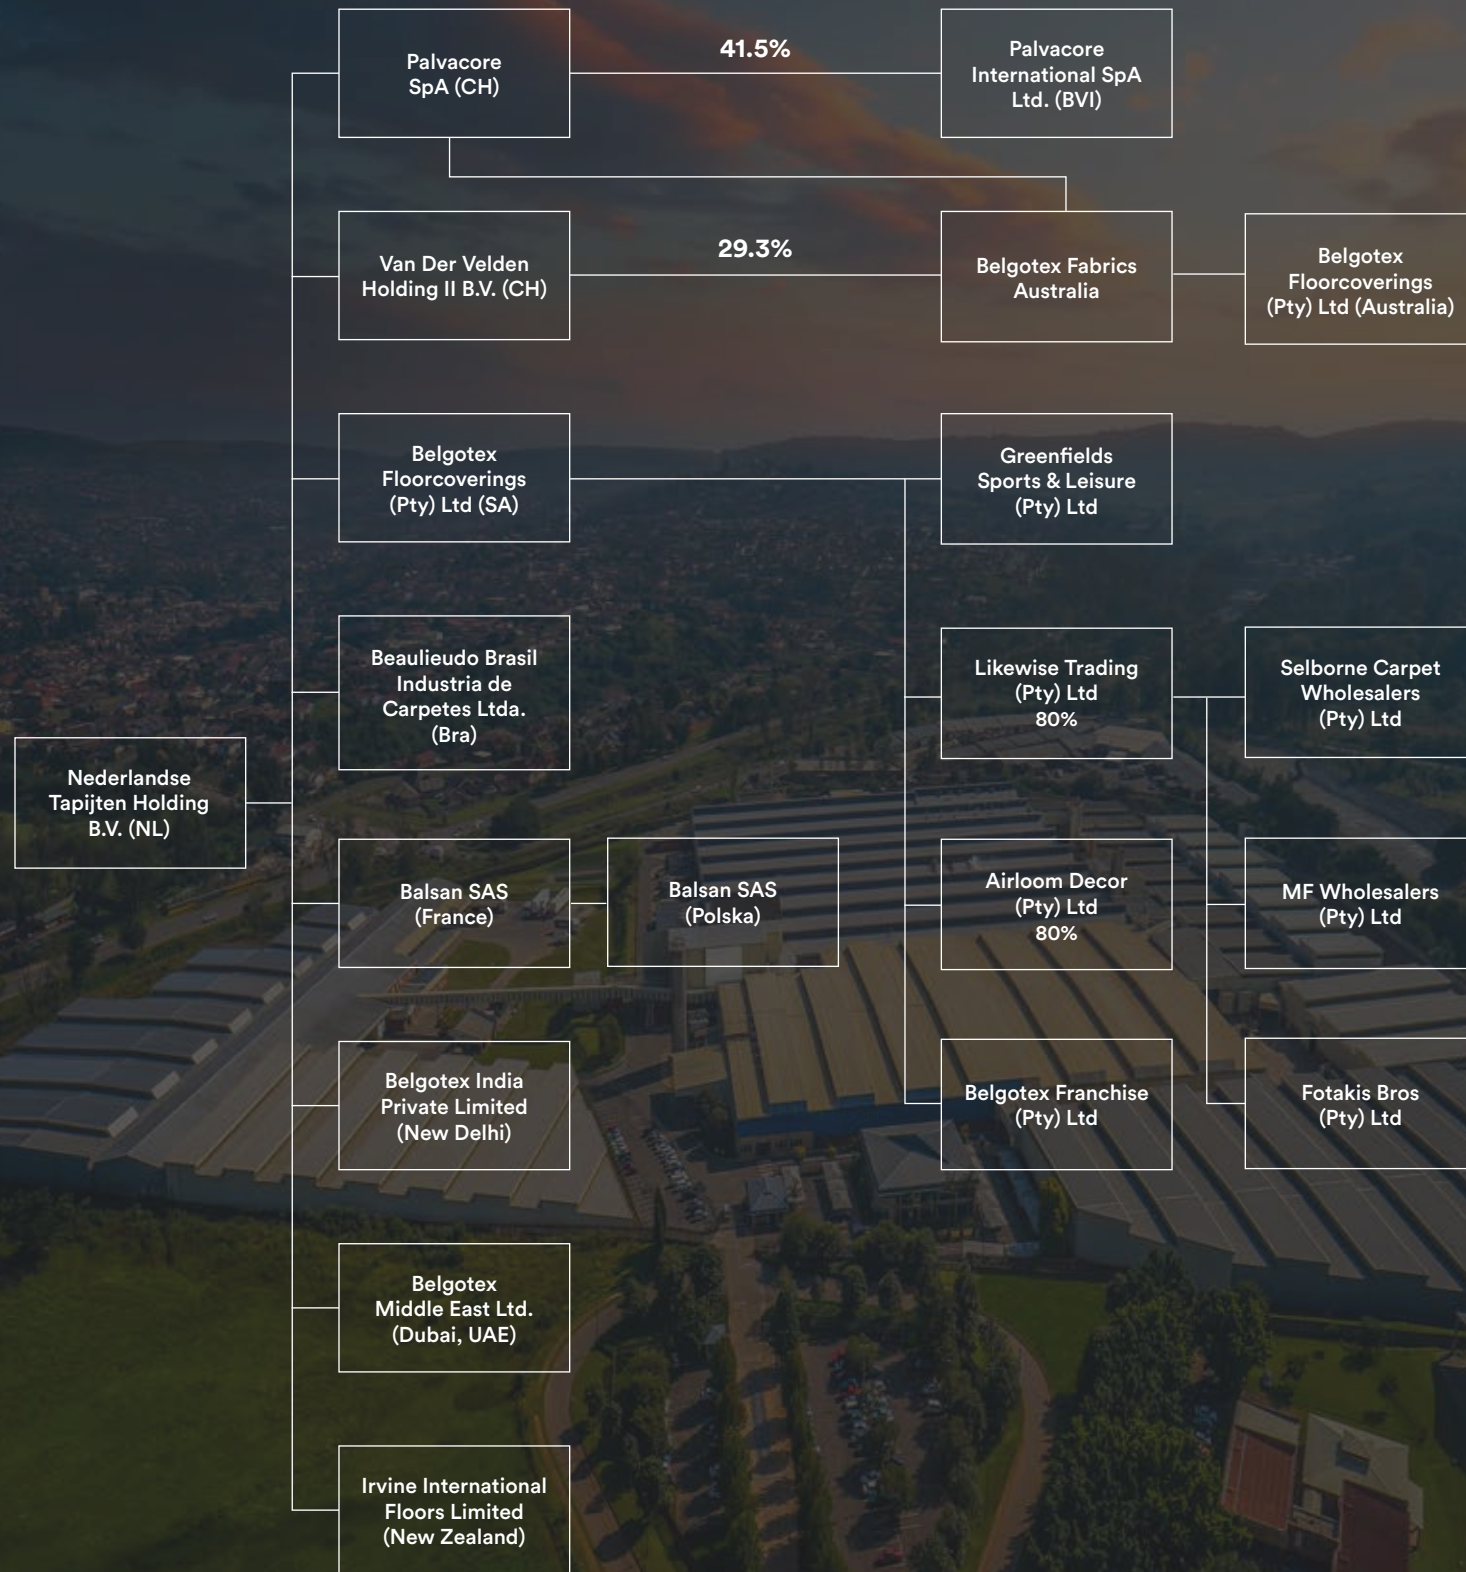 Palvacore
SpA (CH)
41.5%
Palvacore
International SpA
Ltd. (BVI)
Van Der Velden
Holding II B.V. (CH)
29.3%
Belgotex Fabrics
Australia
Belgotex
Floorcoverings
(Pty) Ltd (Australia)
Belgotex
Floorcoverings
(Pty) Ltd (SA)
Greenfields
Sports & Leisure
(Pty) Ltd
Beaulieudo Brasil
Industria de
Carpetes Ltda.
(Bra)
Likewise Trading
(Pty) Ltd
80%
Selborne Carpet
Wholesalers
(Pty) Ltd
Nederlandse
Tapijten Holding
B.V. (NL)
Balsan SAS
(France)
Balsan SAS
(Polska)
Airloom Decor
(Pty) Ltd
80%
MF Wholesalers
(Pty) Ltd
Belgotex India
Private Limited
(New Delhi)
Belgotex Franchise
(Pty) Ltd
Fotakis Bros
(Pty) Ltd
Belgotex
Middle East Ltd.
(Dubai, UAE)
Irvine International
Floors Limited
(New Zealand)